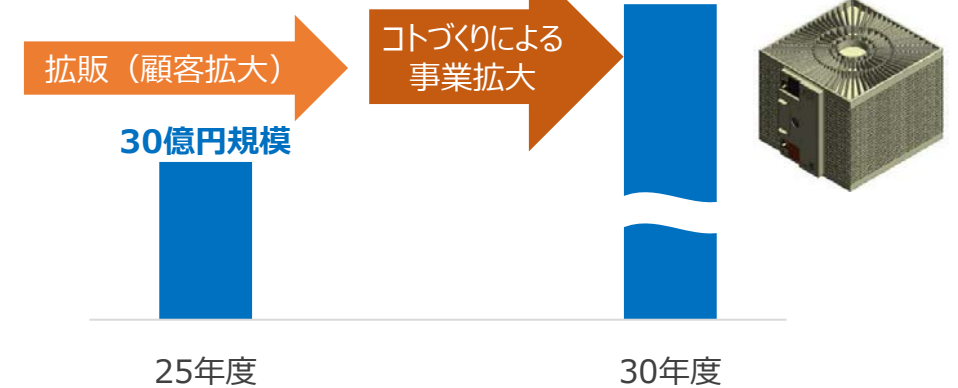 拡販（顧客拡大）
コトづくりによる
事業拡大
30億円規模
25年度
30年度